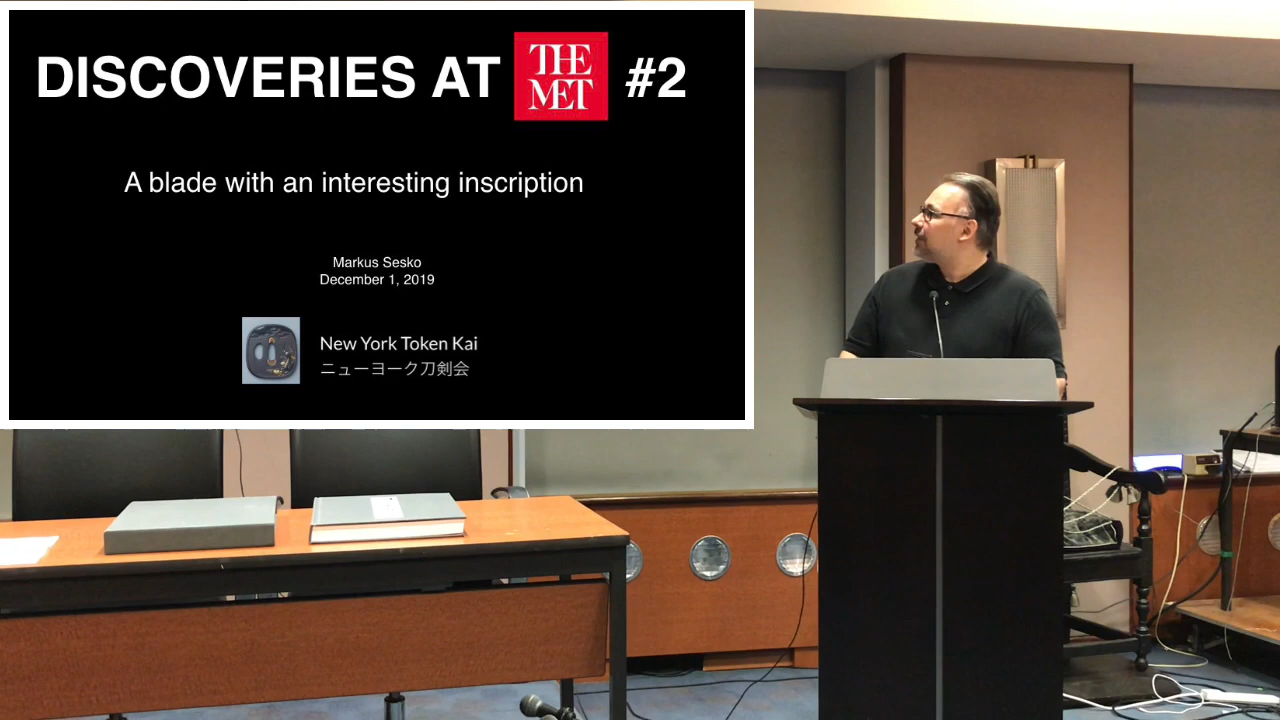 DISCOVERIES AT THE MET #2
A blade with an interesting inscription
Markus Sesko
December 1, 2019
New York Token Kai
ニューヨーク刀剣会